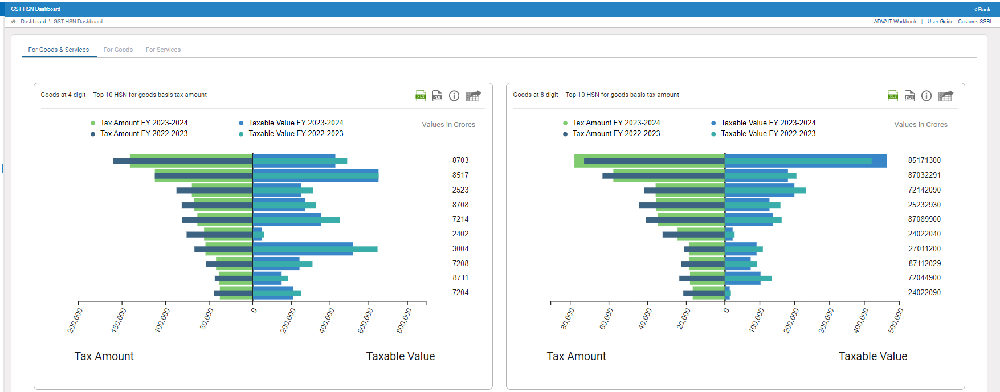 GST HSN Dashboard
‹ Back
Dashboard \ GST HSN Dashboard
ADVAIT Workbook | User Guide - Customs SSBI
For Goods & Services For Goods For Services
Goods at 4 digit – Top 10 HSN for goods basis tax amount
XLS PDF
Tax Amount FY 2023-2024
Taxable Value FY 2023-2024
Tax Amount FY 2022-2023
Taxable Value FY 2022-2023
Values in Crores
8703
8517
2523
8708
7214
2402
3004
7208
8711
7204
200,000
150,000
100,000
50,000
0
200,000
400,000
600,000
800,000
Tax Amount
Taxable Value
Goods at 8 digit – Top 10 HSN for goods basis tax amount
XLS PDF
Tax Amount FY 2023-2024
Taxable Value FY 2023-2024
Tax Amount FY 2022-2023
Taxable Value FY 2022-2023
Values in Crores
85171300
87032291
72142090
25232930
87089900
24022040
27011200
87112029
72044900
24022090
80,000
60,000
40,000
20,000
0
100,000
200,000
300,000
400,000
500,000
Tax Amount
Taxable Value